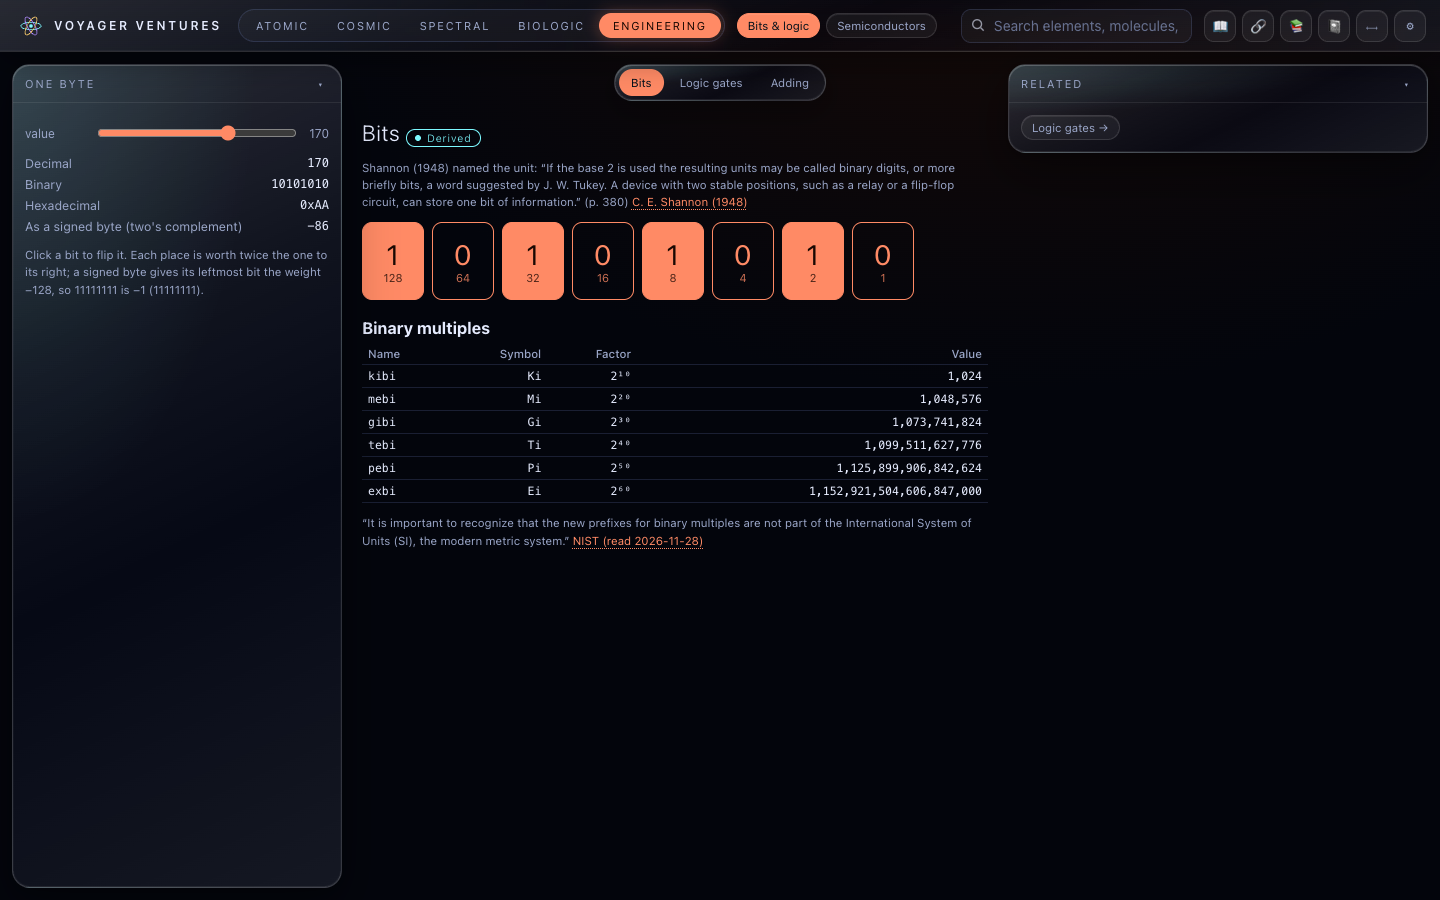 VOYAGER VENTURES
ATOMIC COSMIC SPECTRAL BIOLOGIC ENGINEERING
Bits & logic Semiconductors
Search elements, molecules,
ONE BYTE
value 170
Decimal 170
Binary 10101010
Hexadecimal 0xAA
As a signed byte (two's complement) −86
Click a bit to flip it. Each place is worth twice the one to
its right; a signed byte gives its leftmost bit the weight
−128, so 11111111 is −1 (11111111).
Bits Logic gates Adding
Bits Derived
Shannon (1948) named the unit: “If the base 2 is used the resulting units may be called binary digits, or more
briefly bits, a word suggested by J. W. Tukey. A device with two stable positions, such as a relay or a flip-flop
circuit, can store one bit of information.” (p. 380) C. E. Shannon (1948)
1 0 1 0 1 0 1 0
128 64 32 16 8 4 2 1
Binary multiples
Name Symbol Factor Value
kibi Ki 2¹⁰ 1,024
mebi Mi 2²⁰ 1,048,576
gibi Gi 2³⁰ 1,073,741,824
tebi Ti 2⁴⁰ 1,099,511,627,776
pebi Pi 2⁵⁰ 1,125,899,906,842,624
exbi Ei 2⁶⁰ 1,152,921,504,606,847,000
“It is important to recognize that the new prefixes for binary multiples are not part of the International System of
Units (SI), the modern metric system.” NIST (read 2026-11-28)
RELATED
Logic gates →